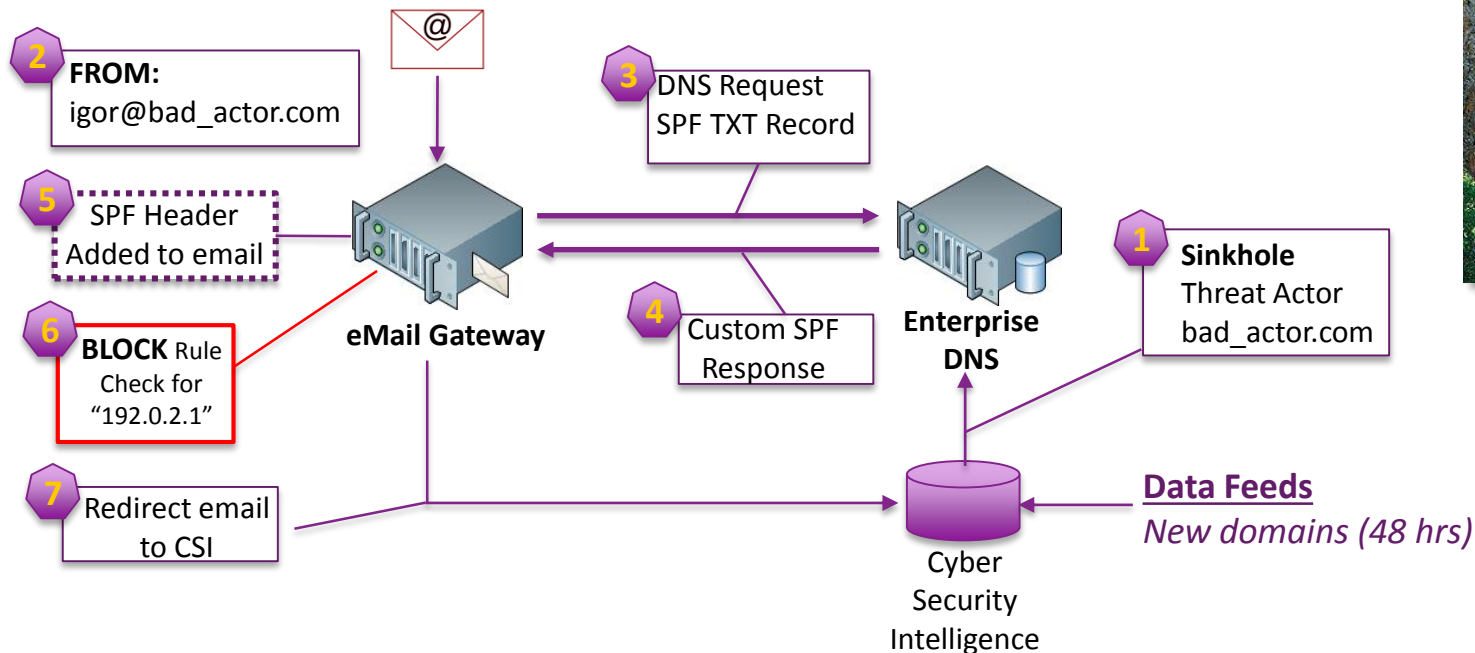 @
2
FROM:
igor@bad_actor.com
3
DNS Request
SPF TXT Record
5
SPF Header
Added to email
1
Sinkhole
Threat Actor
bad_actor.com
6
BLOCK Rule
Check for
“192.0.2.1”
eMail Gateway
4
Custom SPF
Response
Enterprise
DNS
7
Redirect email
to CSI
Data Feeds
New domains (48 hrs)
Cyber
Security
Intelligence